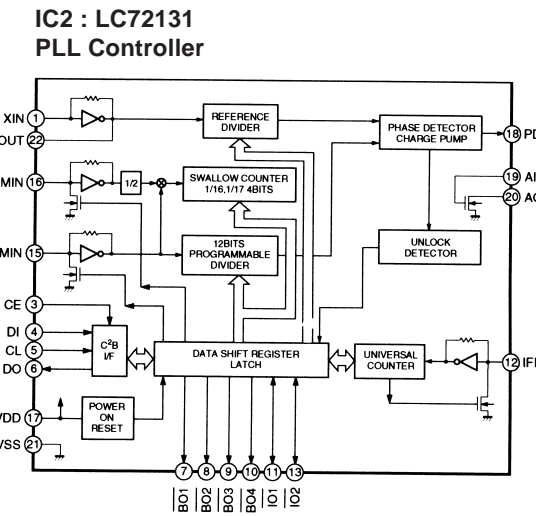 IC2 : LC72131
PLL Controller
XIN 1
OUT 22
MIN 16
MIN 15
CE 3
DI 4
CL 5
DO 6
VDD 17
VSS 21
REFERENCE
DIVIDER
PHASE DETECTOR
CHARGE PUMP
18 PD
19 AI
20 AO
1/2
SWALLOW COUNTER
1/16,1/17 4BITS
12BITS
PROGRAMMABLE
DIVIDER
UNLOCK
DETECTOR
C²B
I/F
DATA SHIFT REGISTER
LATCH
UNIVERSAL
COUNTER
12 IF
POWER
ON
RESET
7 8 9 10 11 13
BO1 BO2 BO3 BO4 IO1 IO2